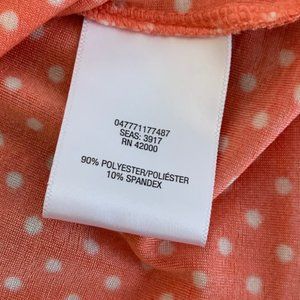 047771177487
SEAS: 3917
RN 42000
90% POLYESTER/POLIÉSTER
10% SPANDEX